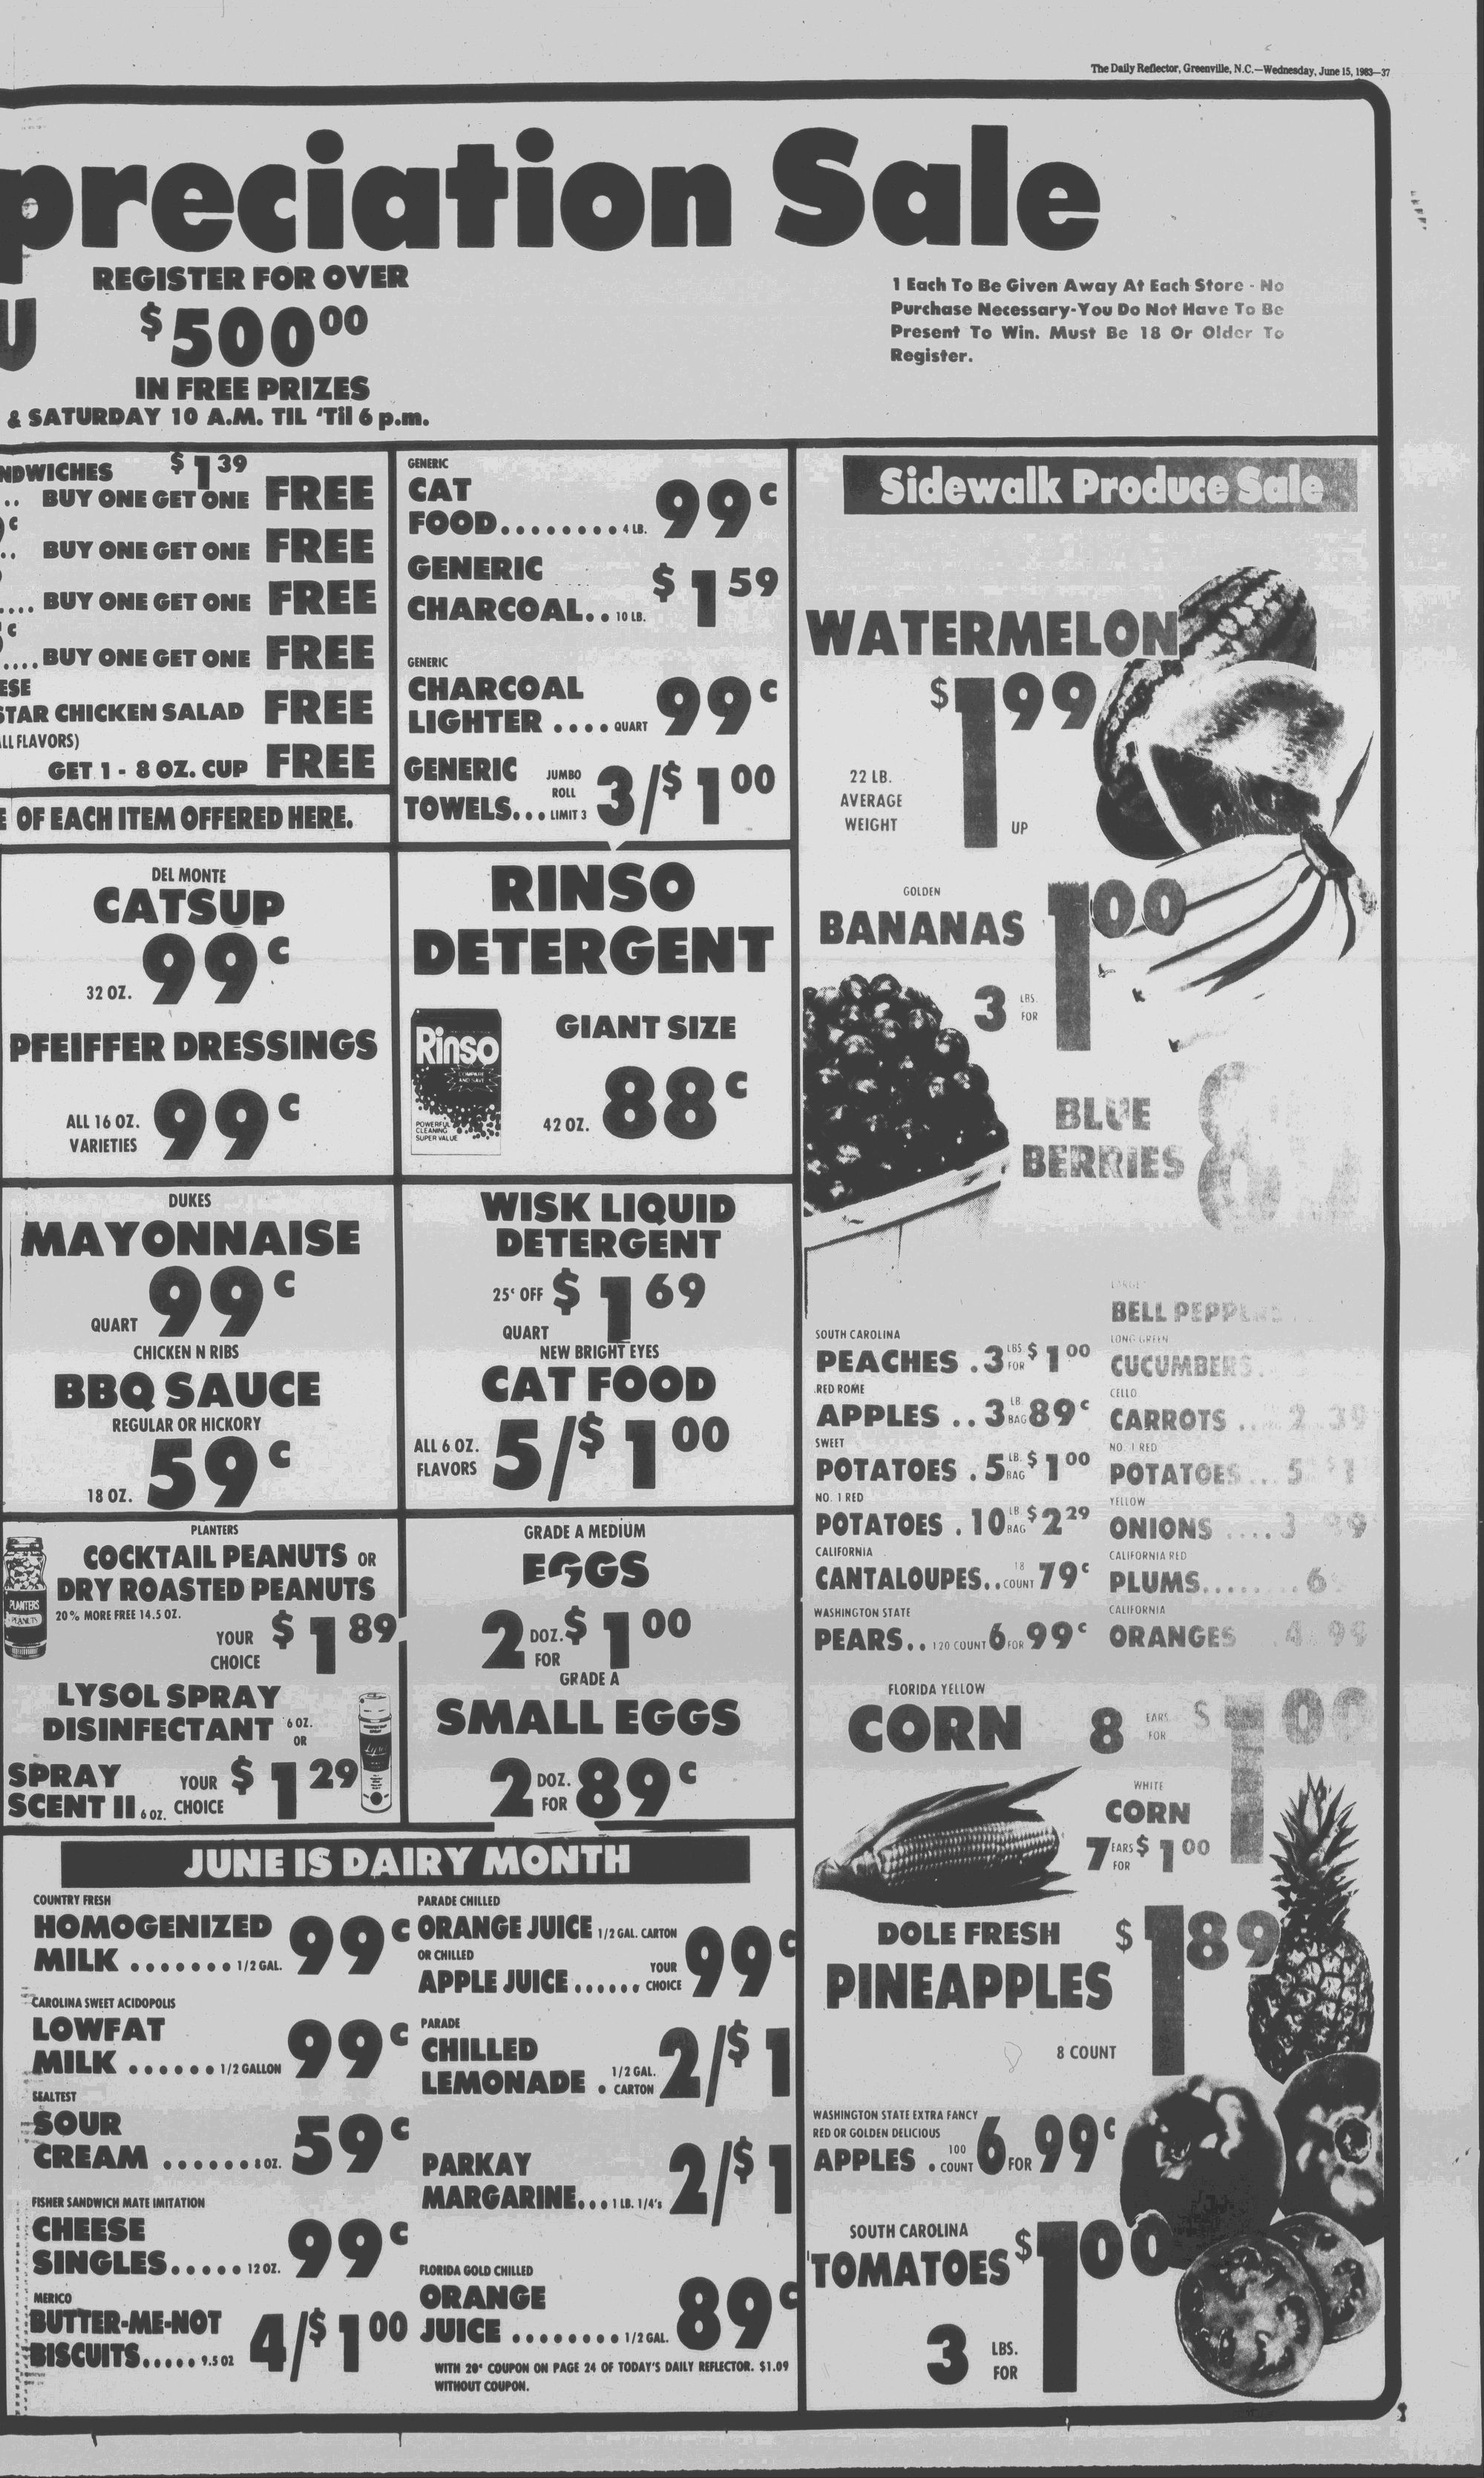 The Daily Reflector, Greenville, N.C.—Wednesday, June 15, 1983—37
preciation Sale
REGISTER FOR OVER
$500 00
IN FREE PRIZES
& SATURDAY 10 A.M. TIL 'Til 6 p.m.
1 Each To Be Given Away At Each Store - No
Purchase Necessary-You Do Not Have To Be
Present To Win. Must Be 18 Or Older To
Register.
NDWICHES $1 39
.. BUY ONE GET ONE FREE
.. BUY ONE GET ONE FREE
.... BUY ONE GET ONE FREE
.... BUY ONE GET ONE FREE
ESE
STAR CHICKEN SALAD FREE
ALL FLAVORS)
GET 1 - 8 OZ. CUP FREE
OF EACH ITEM OFFERED HERE.
GENERIC
CAT
FOOD......... 4 LB. 99¢
GENERIC
CHARCOAL.. 10 LB. $1 59
GENERIC
CHARCOAL
LIGHTER .... QUART 99¢
GENERIC
TOWELS... JUMBO ROLL LIMIT 3 3/$1 00
DEL MONTE
CATSUP
32 OZ. 99¢
PFEIFFER DRESSINGS
ALL 16 OZ.
VARIETIES 99¢
RINSO
DETERGENT
Rinso
COMPARE
AND SAVE
POWERFUL
CLEANING
SUPER VALUE
GIANT SIZE
42 OZ. 88¢
DUKES
MAYONNAISE
QUART 99¢
CHICKEN N RIBS
BBQ SAUCE
REGULAR OR HICKORY
18 OZ. 59¢
WISK LIQUID
DETERGENT
25¢ OFF $1 69
QUART
NEW BRIGHT EYES
CAT FOOD
ALL 6 OZ.
FLAVORS 5/$1 00
PLANTERS
COCKTAIL PEANUTS OR
DRY ROASTED PEANUTS
20% MORE FREE 14.5 OZ.
PLANTERS
PEANUTS
YOUR
CHOICE $1 89
LYSOL SPRAY
DISINFECTANT 6 OZ.
OR
SPRAY
SCENT II 6 OZ. YOUR CHOICE $1 29
GRADE A MEDIUM
EGGS
2 DOZ. FOR $1 00
GRADE A
SMALL EGGS
2 DOZ. FOR 89¢
JUNE IS DAIRY MONTH
COUNTRY FRESH
HOMOGENIZED
MILK ....... 1/2 GAL. 99¢
CAROLINA SWEET ACIDOPOLIS
LOWFAT
MILK ...... 1/2 GALLON 99¢
SEALTEST
SOUR
CREAM ....... 8 OZ. 59¢
FISHER SANDWICH MATE IMITATION
CHEESE
SINGLES..... 12 OZ. 99¢
MERICO
BUTTER-ME-NOT
BISCUITS..... 9.5 OZ 4/$1 00
PARADE CHILLED
ORANGE JUICE 1/2 GAL. CARTON
OR CHILLED
APPLE JUICE...... YOUR CHOICE 99¢
PARADE
CHILLED
LEMONADE . 1/2 GAL. CARTON 2/$1
PARKAY
MARGARINE... 1 LB. 1/4's 2/$1
FLORIDA GOLD CHILLED
ORANGE
JUICE ........ 1/2 GAL. 89¢
WITH 20¢ COUPON ON PAGE 24 OF TODAY'S DAILY REFLECTOR. $1.09
WITHOUT COUPON.
Sidewalk Produce Sale
WATERMELON
$1 99
22 LB.
AVERAGE
WEIGHT
UP
GOLDEN
BANANAS
3 LBS. FOR 1 00
BLUE
BERRIES
SOUTH CAROLINA
PEACHES . 3 LBS FOR $1 00
RED ROME
APPLES .. 3 LB. BAG 89¢
SWEET
POTATOES . 5 LB. BAG $1 00
NO. 1 RED
POTATOES . 10 LB BAG $2 29
CALIFORNIA
CANTALOUPES.. 18 COUNT 79¢
WASHINGTON STATE
PEARS.. 120 COUNT 6 FOR 99¢
LARGE
BELL PEPPERS
LONG GREEN
CUCUMBERS.
CELLO
CARROTS .. 2 39
NO. 1 RED
POTATOES ... 5 $1
YELLOW
ONIONS .... 3 99
CALIFORNIA RED
PLUMS........ 6
CALIFORNIA
ORANGES 4 99
FLORIDA YELLOW
CORN 8 EARS FOR $1 00
WHITE
CORN
7 EARS FOR $1 00
DOLE FRESH
PINEAPPLES $1 89
8 COUNT
WASHINGTON STATE EXTRA FANCY
RED OR GOLDEN DELICIOUS
APPLES . 100 COUNT 6 FOR 99¢
SOUTH CAROLINA
TOMATOES $1 00
3 LBS. FOR